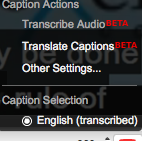 Caption Actions
Transcribe Audio BETA
Translate Captions BETA
Other Settings...
Caption Selection
English (transcribed)